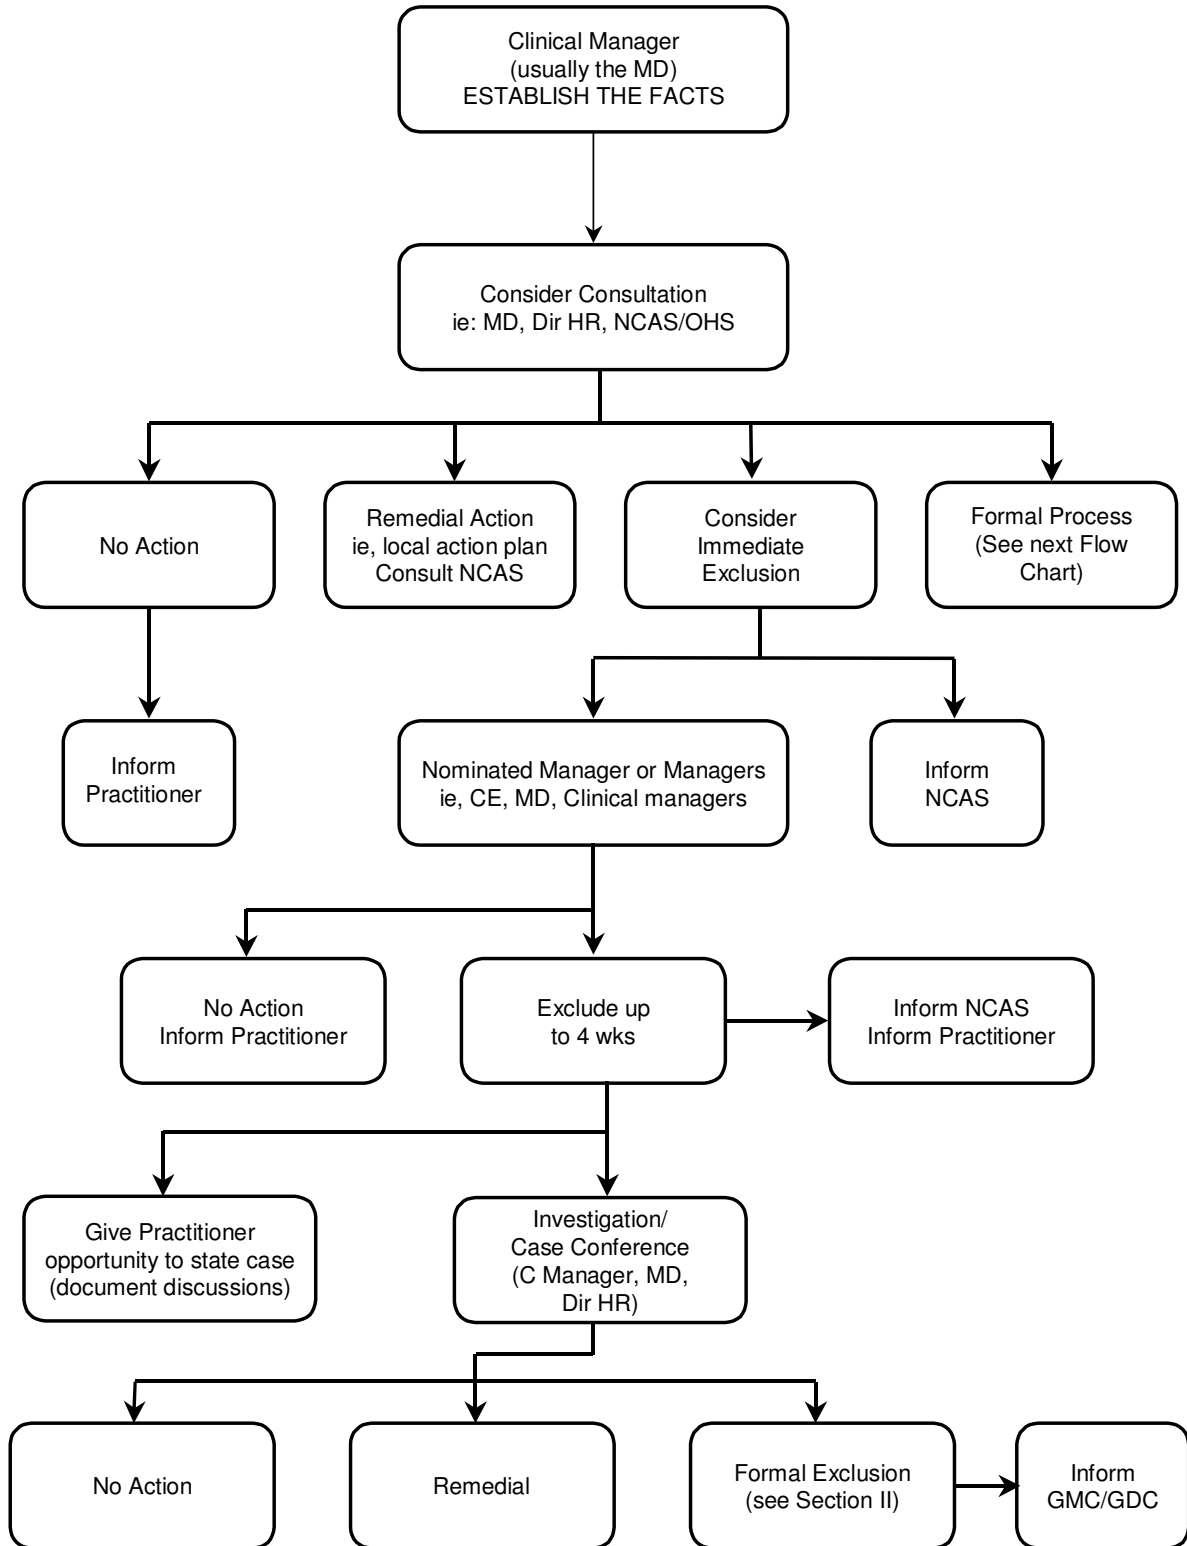 Clinical Manager
(usually the MD)
ESTABLISH THE FACTS
Consider Consultation
ie: MD, Dir HR, NCAS/OHS
No Action
Remedial Action
ie, local action plan
Consult NCAS
Consider
Immediate
Exclusion
Formal Process
(See next Flow
Chart)
Inform
Practitioner
Nominated Manager or Managers
ie, CE, MD, Clinical managers
Inform
NCAS
No Action
Inform Practitioner
Exclude up
to 4 wks
Inform NCAS
Inform Practitioner
Give Practitioner
opportunity to state case
(document discussions)
Investigation/
Case Conference
(C Manager, MD,
Dir HR)
No Action
Remedial
Formal Exclusion
(see Section II)
Inform
GMC/GDC